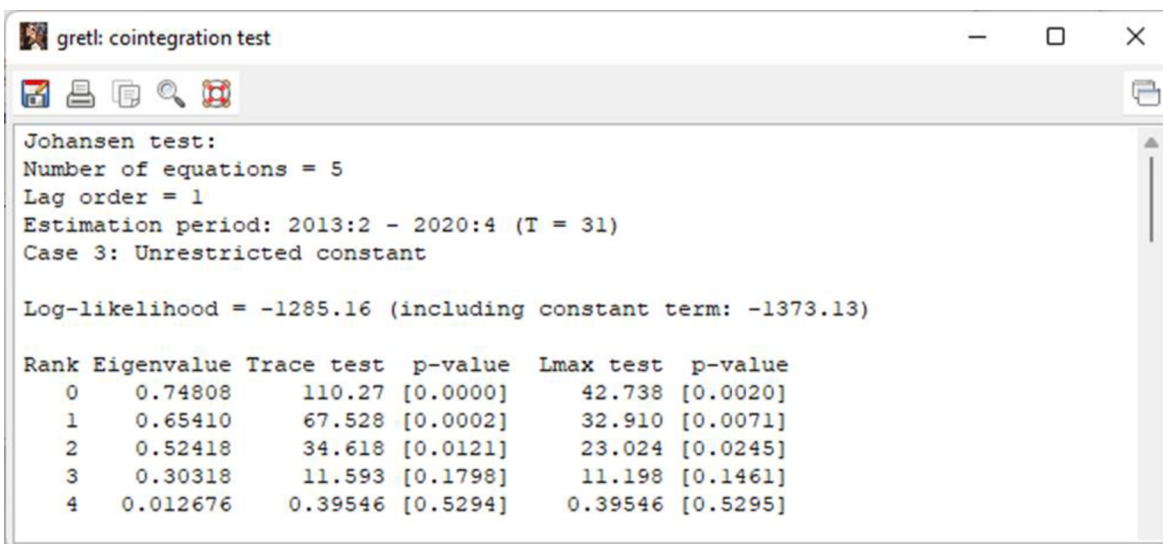 gretl: cointegration test
Johansen test:
Number of equations = 5
Lag order = 1
Estimation period: 2013:2 - 2020:4 (T = 31)
Case 3: Unrestricted constant
Log-likelihood = -1285.16 (including constant term: -1373.13)
Rank Eigenvalue Trace test p-value Lmax test p-value
0 0.74808 110.27 [0.0000] 42.738 [0.0020]
1 0.65410 67.528 [0.0002] 32.910 [0.0071]
2 0.52418 34.618 [0.0121] 23.024 [0.0245]
3 0.30318 11.593 [0.1798] 11.198 [0.1461]
4 0.012676 0.39546 [0.5294] 0.39546 [0.5295]